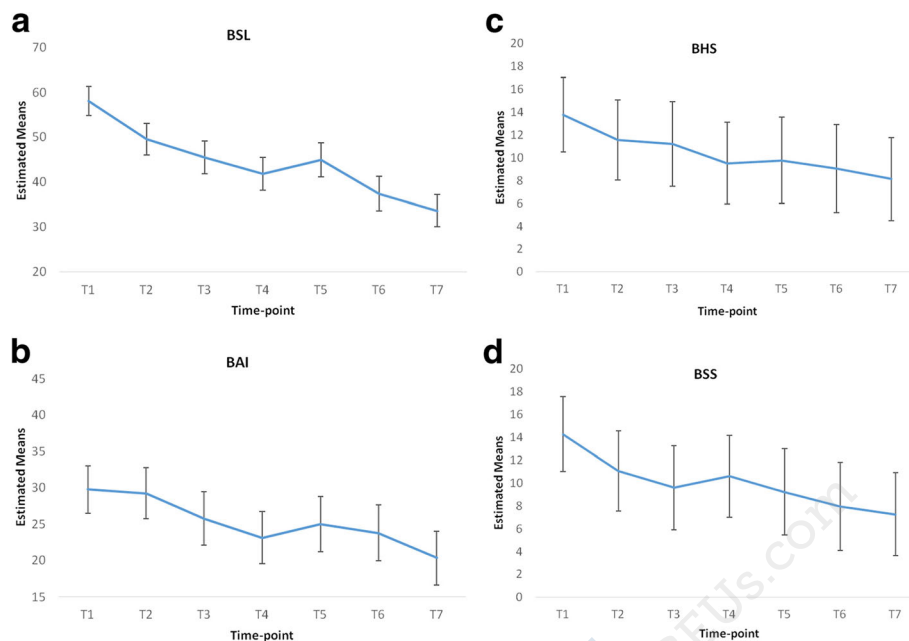 a
BSL
Estimated Means
70
60
50
40
30
20
T1 T2 T3 T4 T5 T6 T7
Time-point
c
BHS
Estimated Means
20
18
16
14
12
10
8
6
4
2
0
T1 T2 T3 T4 T5 T6 T7
Time-point
b
BAI
Estimated Means
45
40
35
30
25
20
15
T1 T2 T3 T4 T5 T6 T7
Time-point
d
BSS
Estimated Means
20
18
16
14
12
10
8
6
4
2
0
T1 T2 T3 T4 T5 T6 T7
Time-point